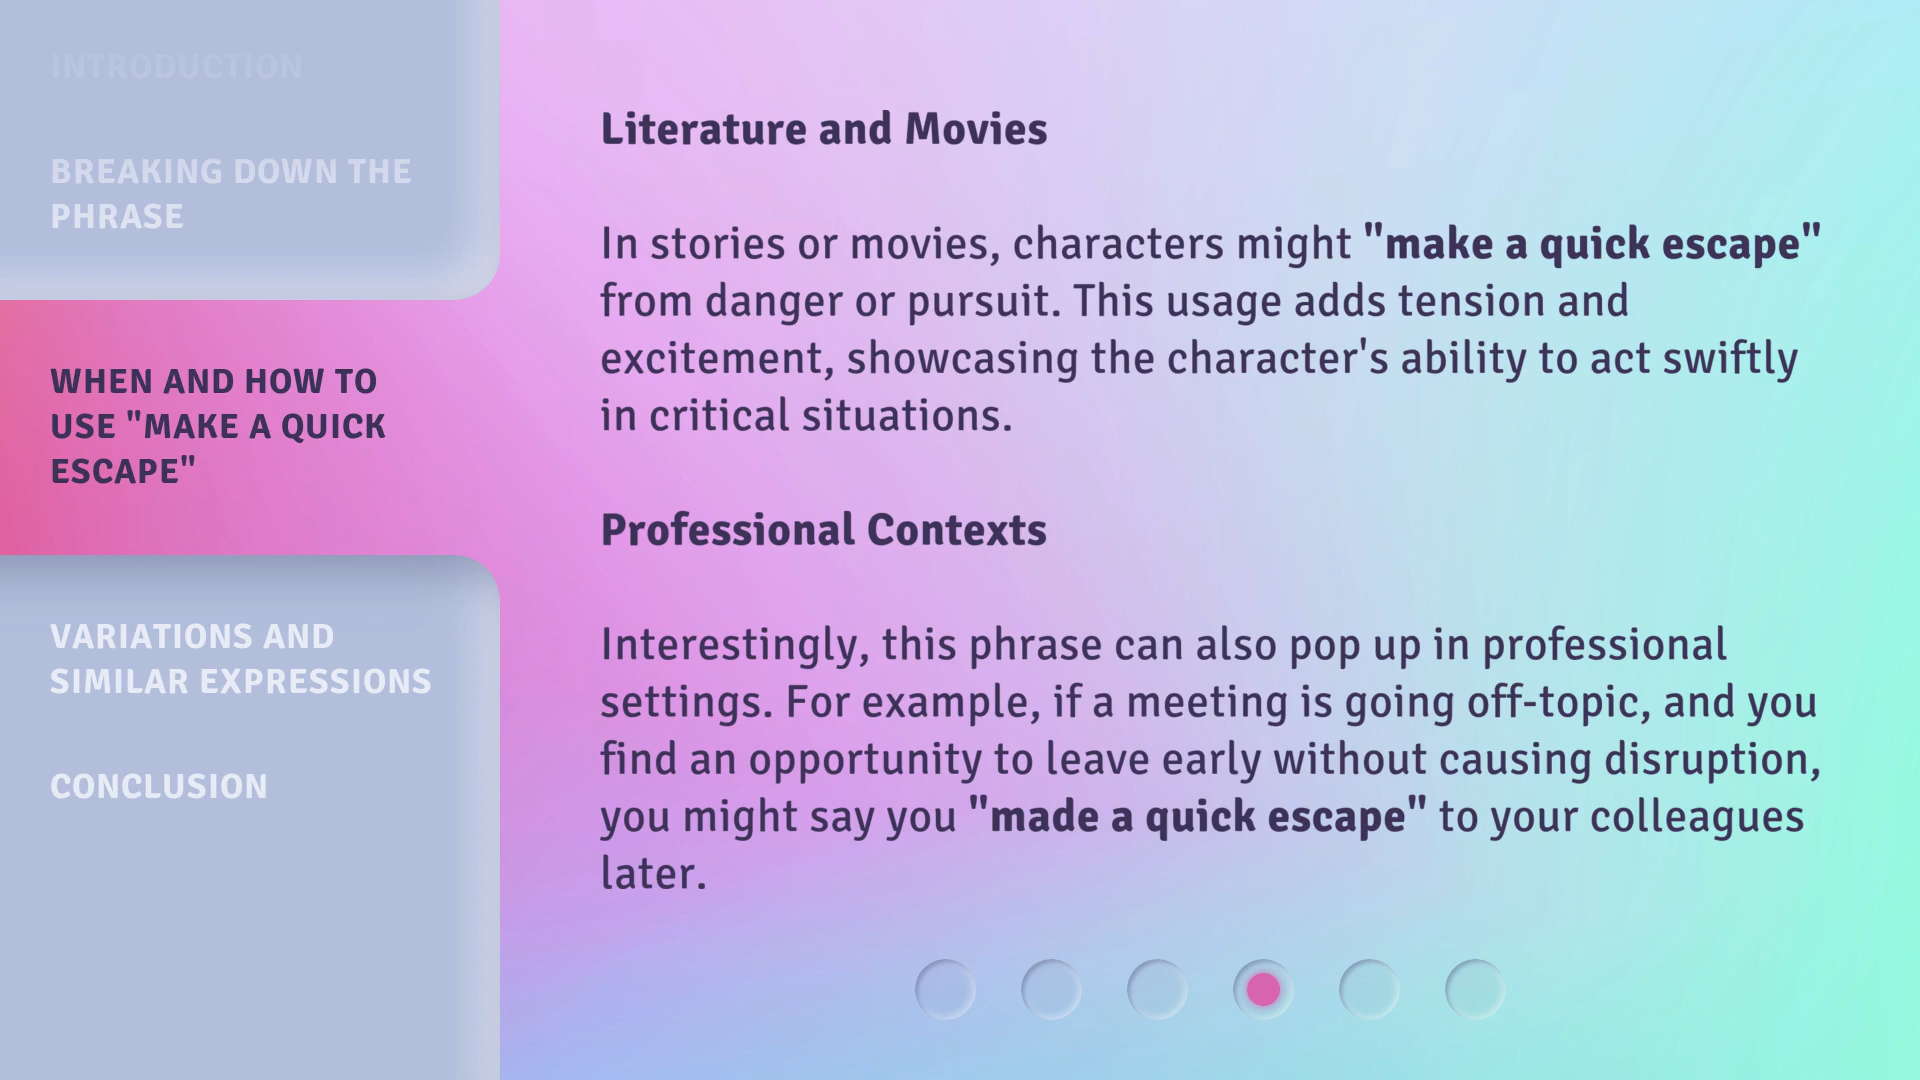 INTRODUCTION
BREAKING DOWN THE
PHRASE
WHEN AND HOW TO
USE "MAKE A QUICK
ESCAPE"
VARIATIONS AND
SIMILAR EXPRESSIONS
CONCLUSION
Literature and Movies
In stories or movies, characters might "make a quick escape"
from danger or pursuit. This usage adds tension and
excitement, showcasing the character's ability to act swiftly
in critical situations.
Professional Contexts
Interestingly, this phrase can also pop up in professional
settings. For example, if a meeting is going off-topic, and you
find an opportunity to leave early without causing disruption,
you might say you "made a quick escape" to your colleagues
later.